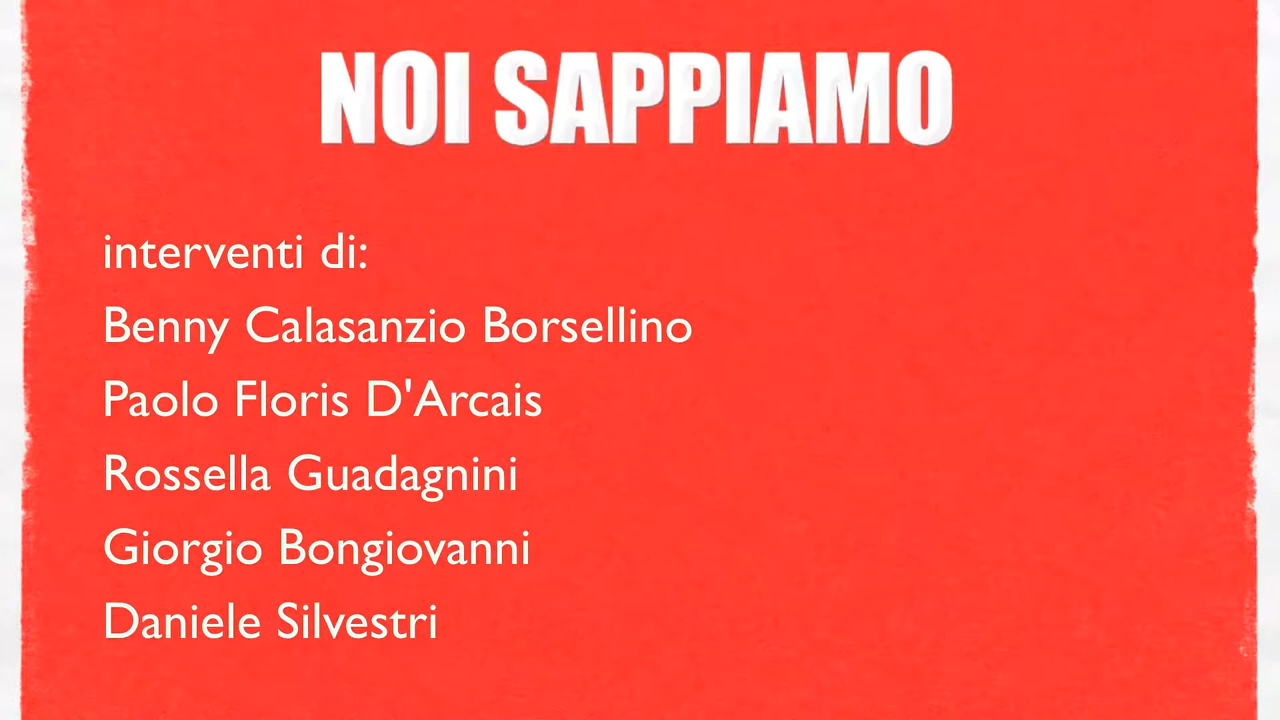 NOI SAPPIAMO
interventi di:
Benny Calasanzio Borsellino
Paolo Floris D'Arcais
Rossella Guadagnini
Giorgio Bongiovanni
Daniele Silvestri